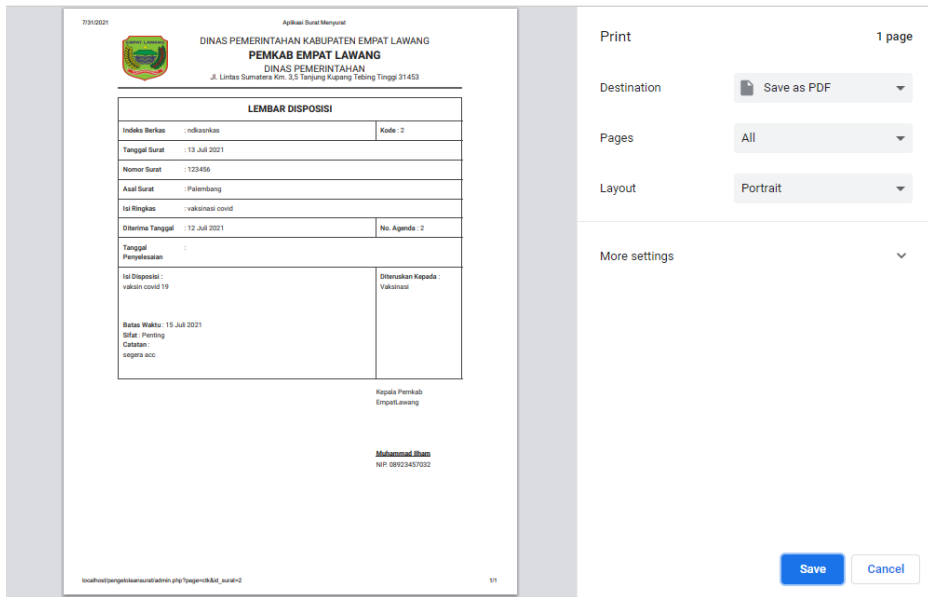 7/31/2021 Aplikasi Surat Menyurat
EMPAT LAWANG
DINAS PEMERINTAHAN KABUPATEN EMPAT LAWANG
PEMKAB EMPAT LAWANG
DINAS PEMERINTAHAN
Jl. Lintas Sumatera Km. 3,5 Tanjung Kupang Tebing Tinggi 31453
LEMBAR DISPOSISI
Indeks Berkas : ndkasnkas Kode : 2
Tanggal Surat : 13 Juli 2021
Nomor Surat : 123456
Asal Surat : Palembang
Isi Ringkas : vaksinasi covid
Diterima Tanggal : 12 Juli 2021 No. Agenda : 2
Tanggal :
Penyelesaian
Isi Disposisi : Diteruskan Kepada :
vaksin covid 19 Vaksinasi
Batas Waktu : 15 Juli 2021
Sifat : Penting
Catatan :
segera acc
Kepala Pemkab
EmpatLawang
Muhammad Ilham
NIP. 08923457032
localhost/pengelolaansurat/admin.php?page=ctk&id_surat=2 1/1
Print 1 page
Destination Save as PDF
Pages All
Layout Portrait
More settings
Save Cancel